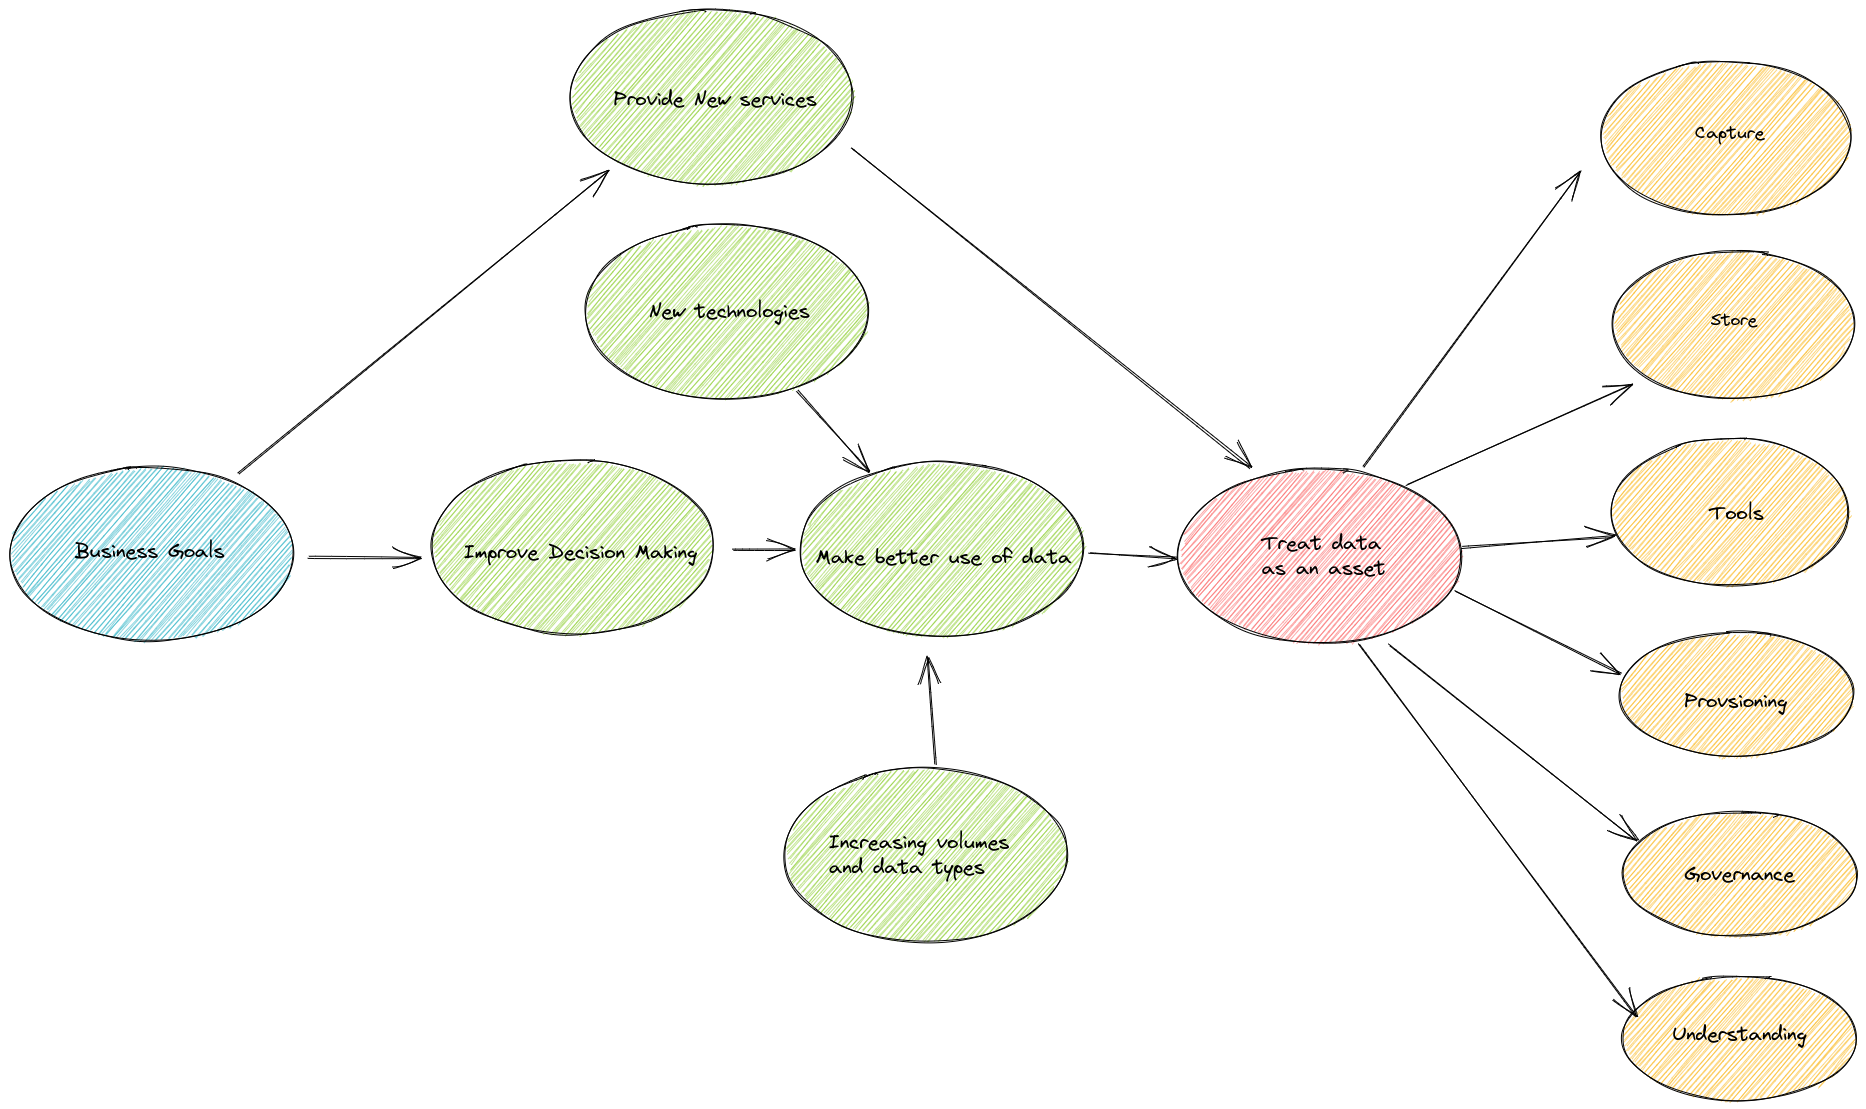 Provide New services
New technologies
Business Goals
Improve Decision Making
Make better use of data
Increasing volumes
and data types
Treat data
as an asset
Capture
Store
Tools
Provsioning
Governance
Understanding